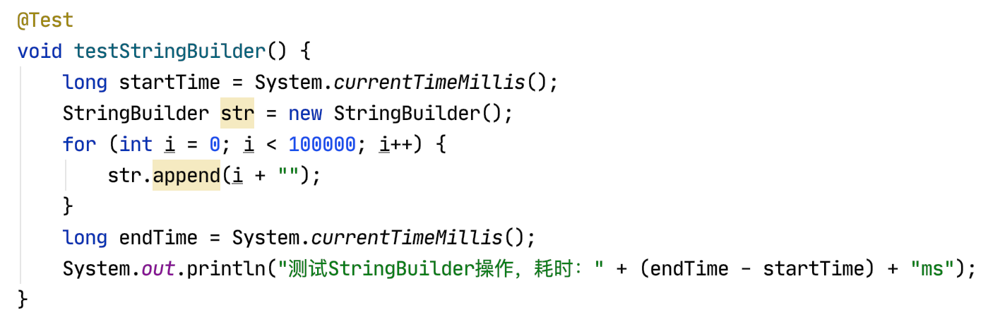 @Test
void testStringBuilder() {
    long startTime = System.currentTimeMillis();
    StringBuilder str = new StringBuilder();
    for (int i = 0; i < 100000; i++) {
        str.append(i + "");
    }
    long endTime = System.currentTimeMillis();
    System.out.println("测试StringBuilder操作，耗时：" + (endTime - startTime) + "ms");
}